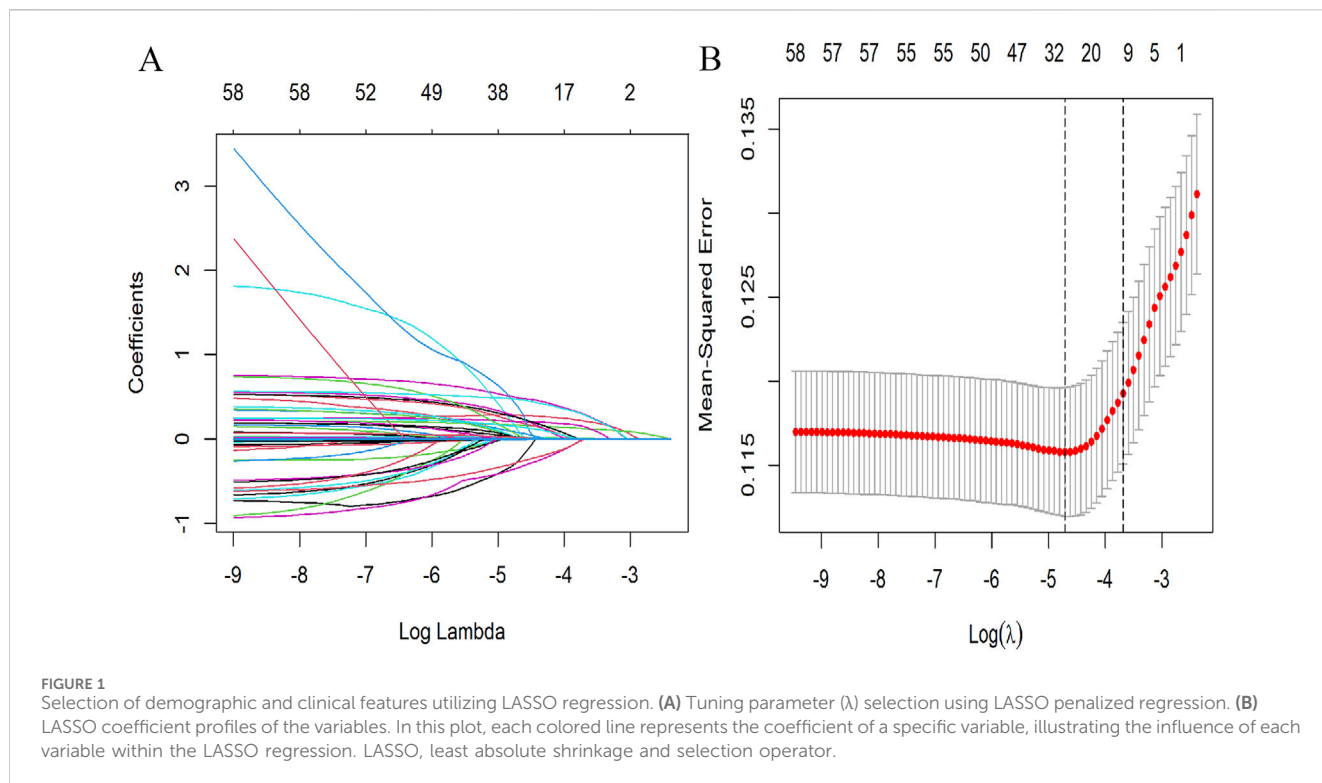 A
58 58 52 49 38 17 2
3
2
1
0
-1
Coefficients
-9 -8 -7 -6 -5 -4 -3
Log Lambda
B
58 57 57 55 55 50 47 32 20 9 5 1
0.135
0.125
0.115
Mean-Squared Error
-9 -8 -7 -6 -5 -4 -3
Log(λ)
FIGURE 1
Selection of demographic and clinical features utilizing LASSO regression. (A) Tuning parameter (λ) selection using LASSO penalized regression. (B)
LASSO coefficient profiles of the variables. In this plot, each colored line represents the coefficient of a specific variable, illustrating the influence of each
variable within the LASSO regression. LASSO, least absolute shrinkage and selection operator.